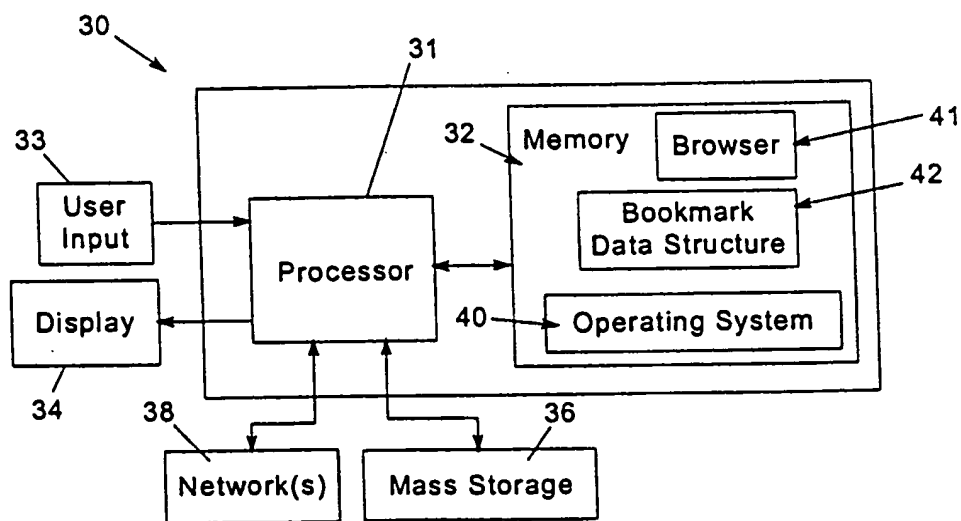 30
31
33
User
Input
Processor
32
Memory
Browser
41
42
Bookmark
Data Structure
40
Operating System
Display
34
38
36
Network(s)
Mass Storage